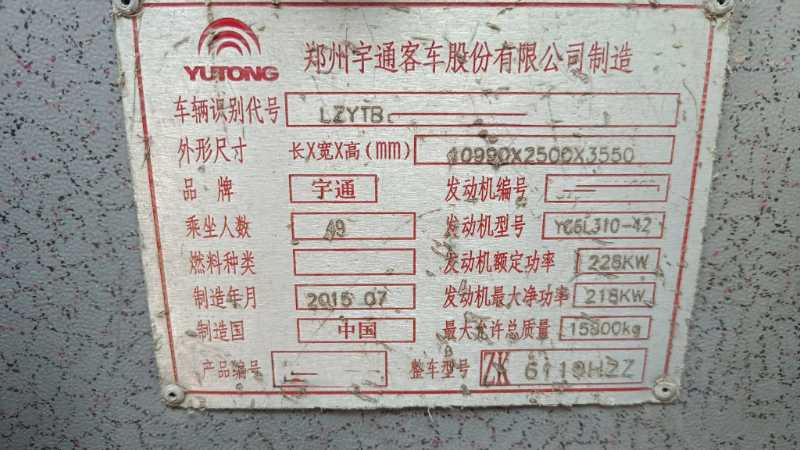 YUTONG 郑州宇通客车股份有限公司制造
车辆识别代号 LZYTB
外形尺寸 长X宽X高(mm) 10990X2500X3550
品牌 宇通 发动机编号
乘坐人数 49 发动机型号 YC6L310-42
燃料种类 发动机额定功率 228KW
制造年月 2015 07 发动机最大净功率 218KW
制造国 中国 最大允许总质量 15800kg
产品编号 整车型号 ZK 6119HZZ